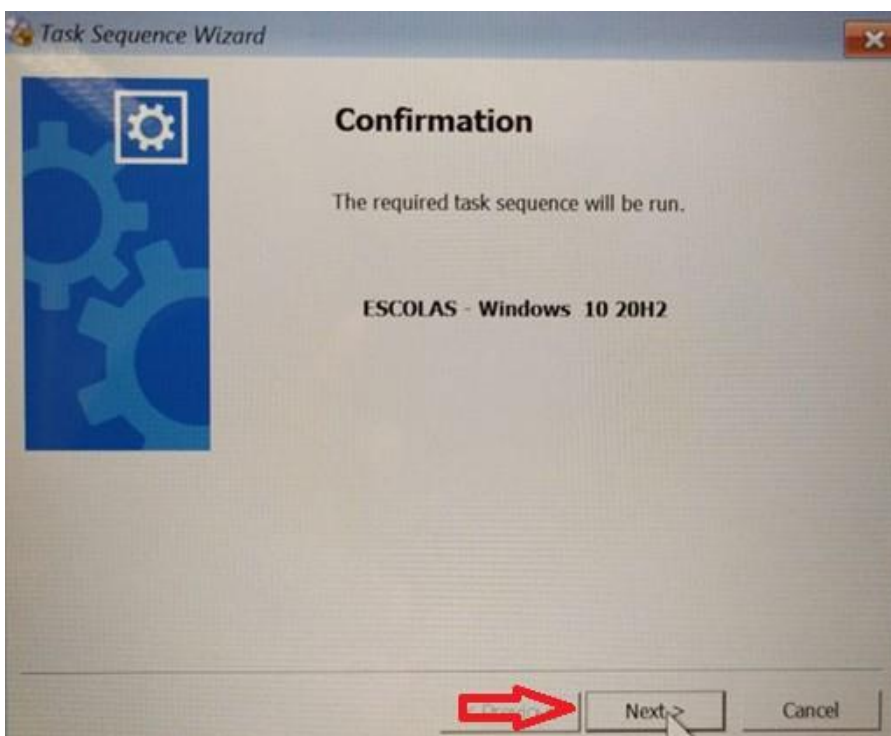 Task Sequence Wizard
Confirmation
The required task sequence will be run.
ESCOLAS - Windows 10 20H2
Next >
Cancel